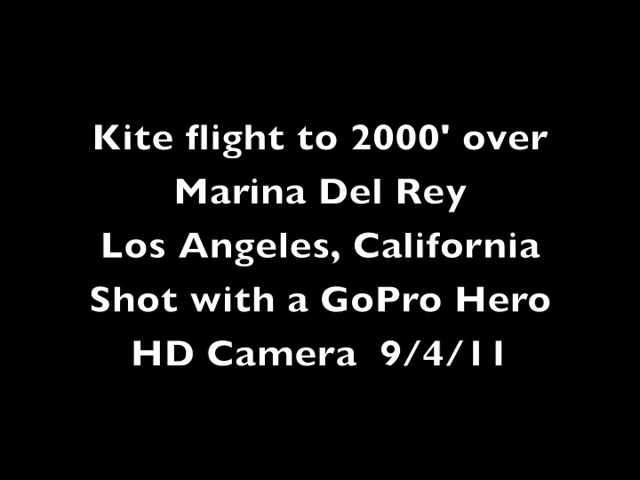 Kite flight to 2000' over
Marina Del Rey
Los Angeles, California
Shot with a GoPro Hero
HD Camera  9/4/11